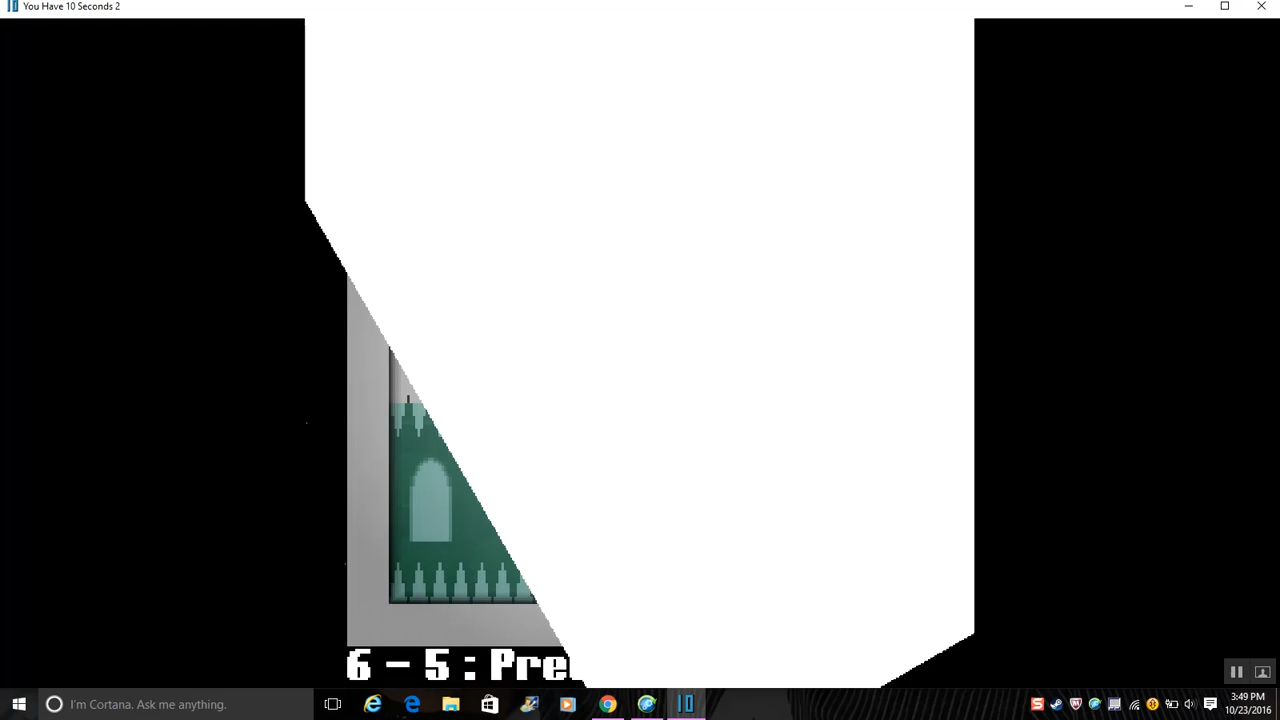 You Have 10 Seconds 2
6-5:Pre
I'm Cortana. Ask me anything.
3:49 PM
10/23/2016